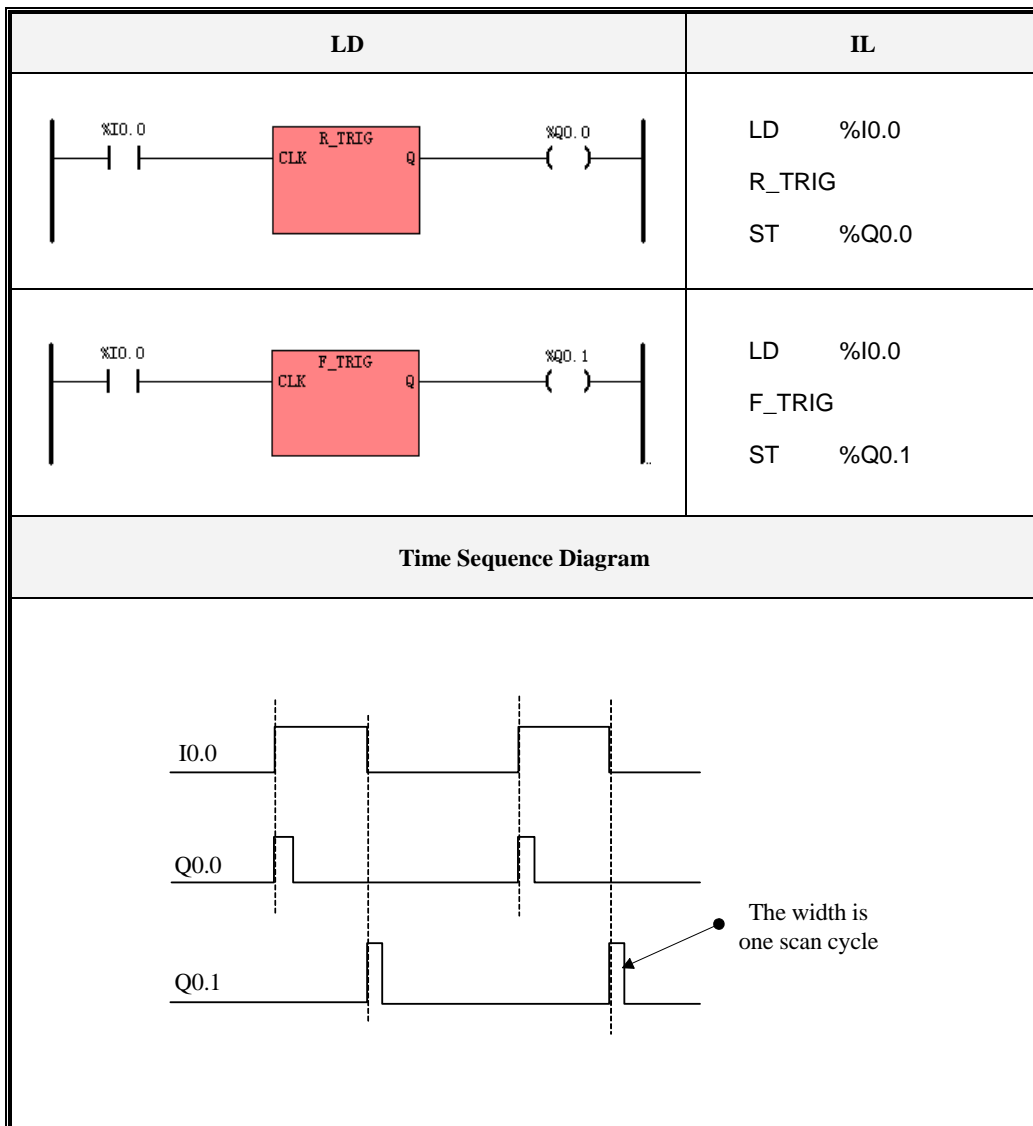 LD IL
%I0.0 R_TRIG %Q0.0
CLK Q
LD %I0.0
R_TRIG
ST %Q0.0
%I0.0 F_TRIG %Q0.1
CLK Q
LD %I0.0
F_TRIG
ST %Q0.1
Time Sequence Diagram
I0.0
Q0.0
The width is
one scan cycle
Q0.1